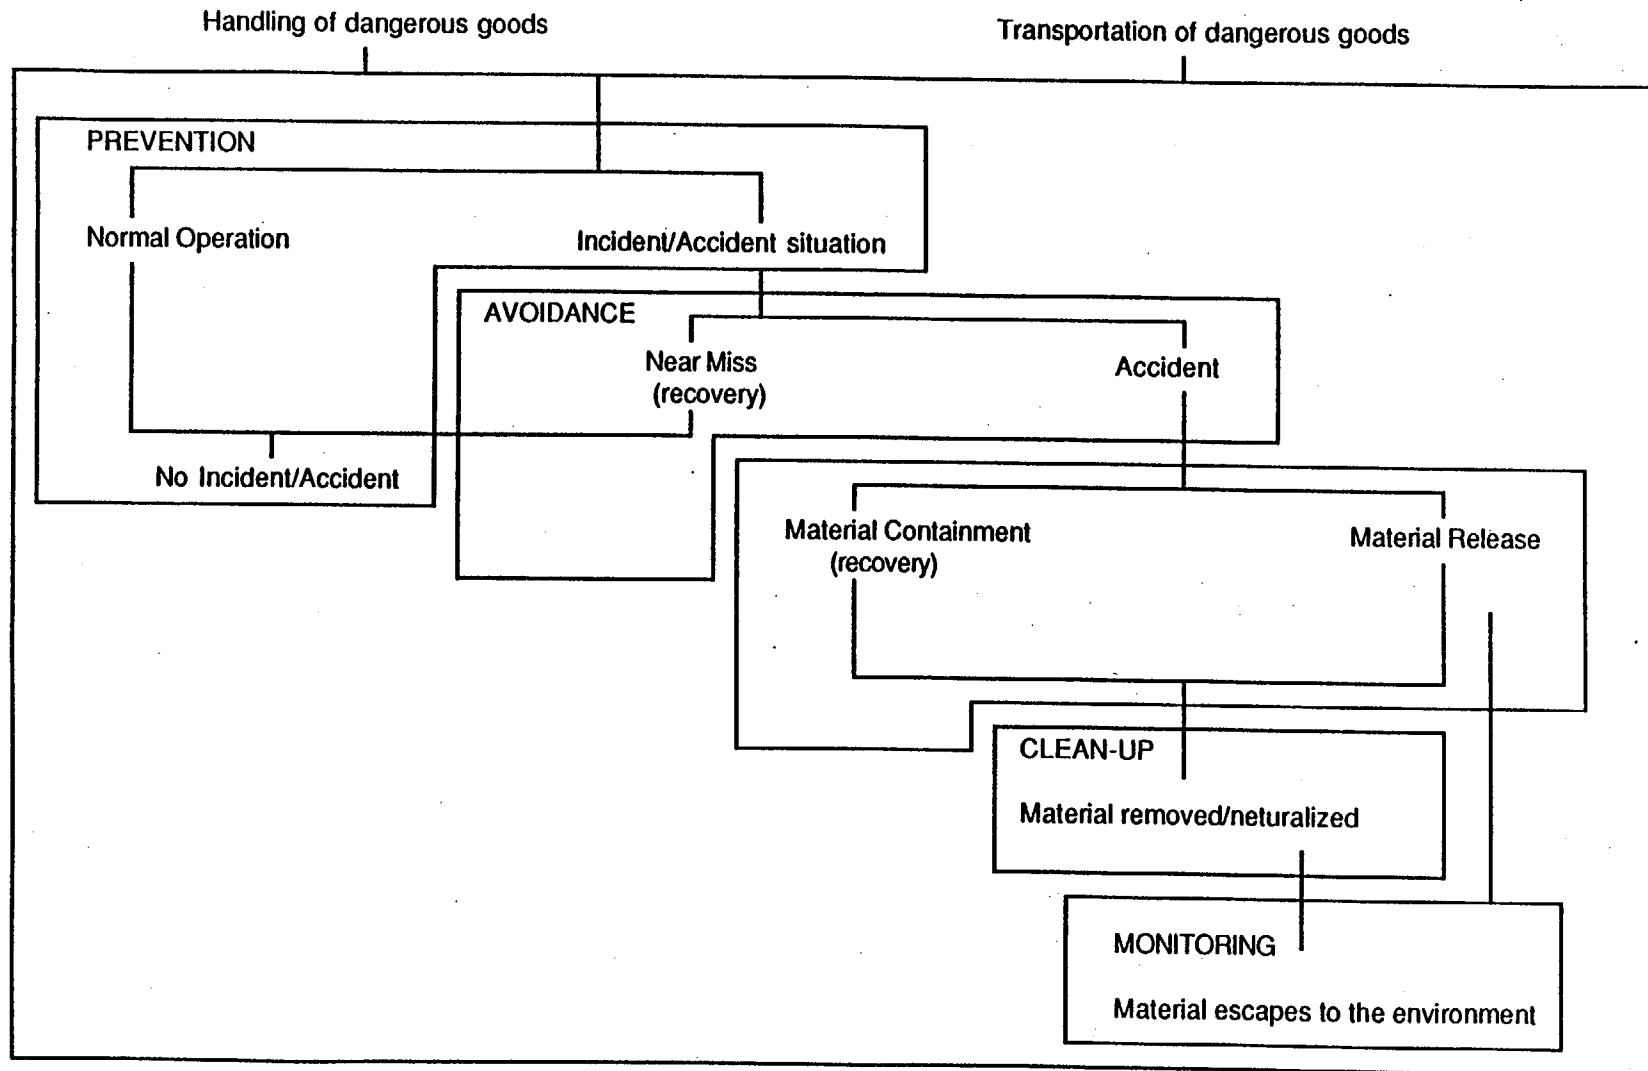 Handling of dangerous goods
Transportation of dangerous goods
PREVENTION
Normal Operation
Incident/Accident situation
AVOIDANCE
Near Miss
(recovery)
Accident
No Incident/Accident
Material Containment
(recovery)
Material Release
CLEAN-UP
Material removed/neturalized
MONITORING
Material escapes to the environment